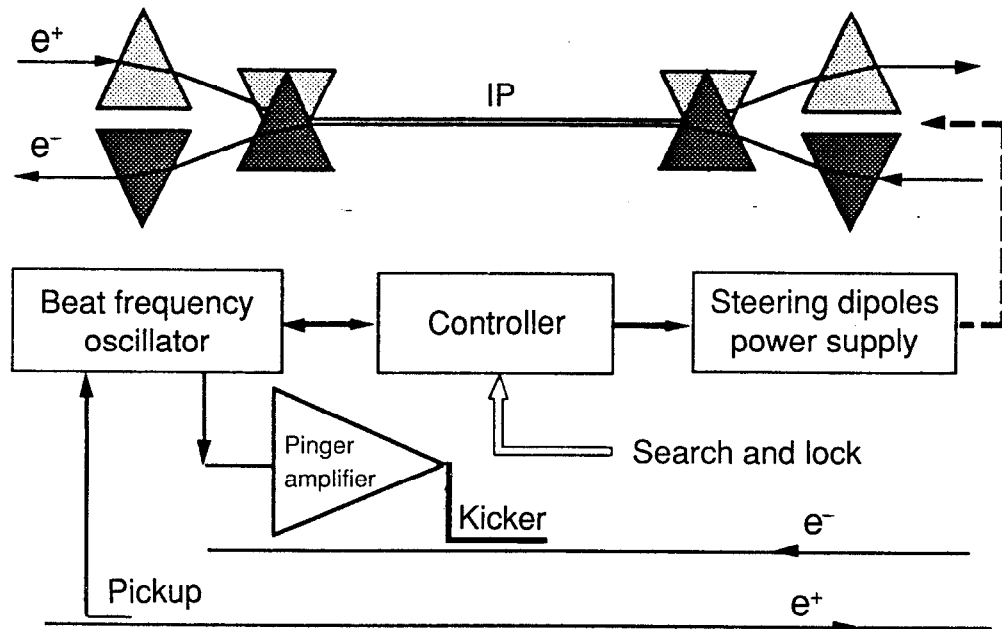 e⁺
IP
e⁻
Beat frequency
oscillator
Controller
Steering dipoles
power supply
Pinger
amplifier
Search and lock
Kicker
e⁻
Pickup
e⁺